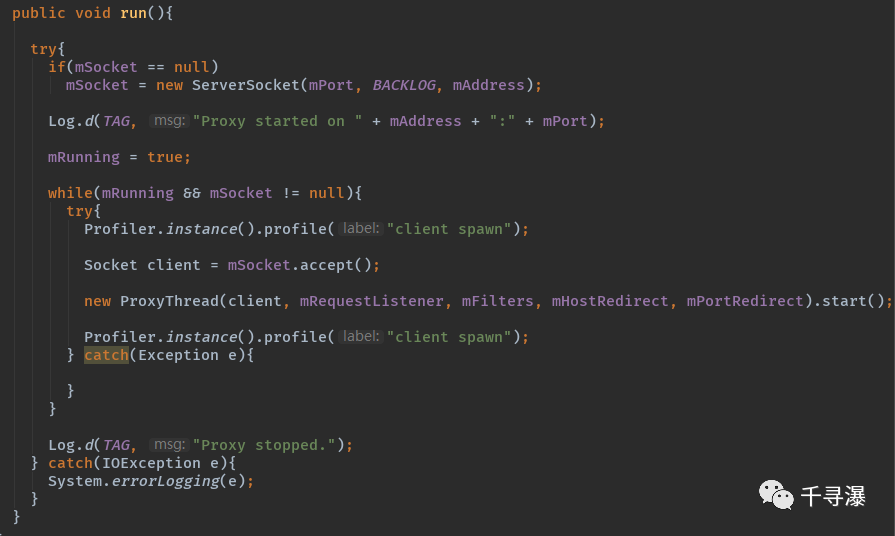 public void run(){
try{
if(mSocket == null)
mSocket = new ServerSocket(mPort, BACKLOG, mAddress);
Log.d(TAG, msg: "Proxy started on " + mAddress + ":" + mPort);
mRunning = true;
while(mRunning && mSocket != null){
try{
Profiler.instance().profile( label: "client spawn");
Socket client = mSocket.accept();
new ProxyThread(client, mRequestListener, mFilters, mHostRedirect, mPortRedirect).start();
Profiler.instance().profile( label: "client spawn");
} catch(Exception e){
}
}
Log.d(TAG, msg: "Proxy stopped.");
} catch(IOException e){
System.errorLogging(e);
}
}
千寻瀑